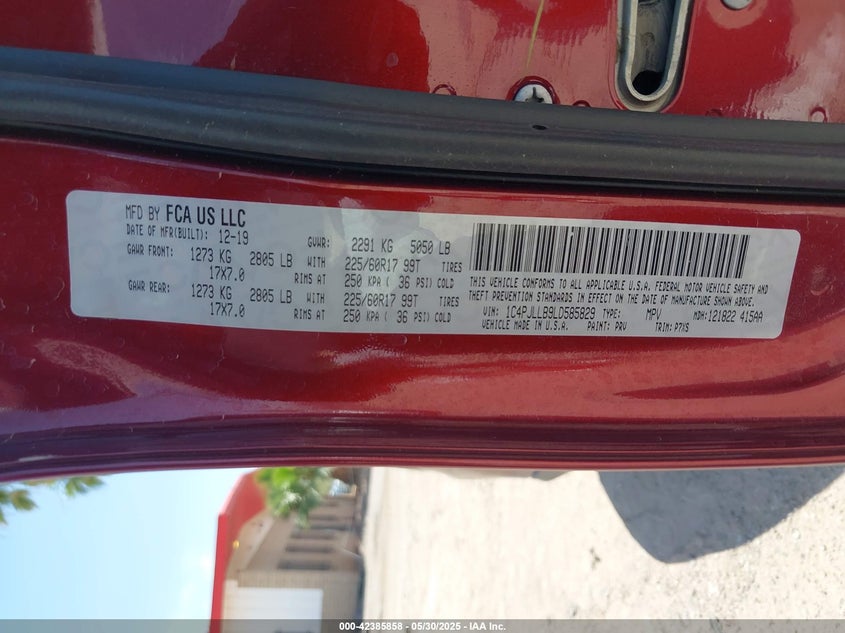 MFD BY FCA US LLC
DATE OF MFR(BUILT): 12-19 GVWR: 2291 KG 5050 LB
GAWR FRONT: 1273 KG 2805 LB WITH 225/60R17 99T TIRES
17X7.0 RIMS AT 250 KPA ( 36 PSI) COLD
GAWR REAR: 1273 KG 2805 LB WITH 225/60R17 99T TIRES
17X7.0 RIMS AT 250 KPA ( 36 PSI) COLD
THIS VEHICLE CONFORMS TO ALL APPLICABLE U.S.A. FEDERAL MOTOR VEHICLE SAFETY AND
THEFT PREVENTION STANDARDS IN EFFECT ON THE DATE OF MANUFACTURE SHOWN ABOVE.
VIN: 1C4PJLLB9LD585829 TYPE: MPV MDH: 121822 415AA
VEHICLE MADE IN U.S.A. PAINT: PRV TRIM: P7XS
000-42385858 - 05/30/2025 - IAA Inc.